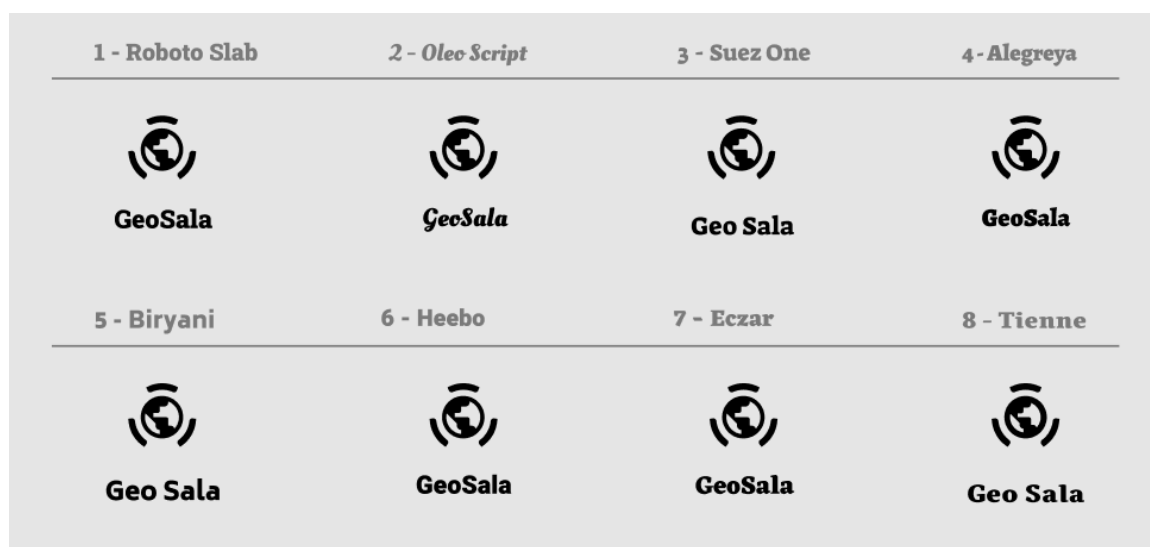 1 - Roboto Slab
2 - Oleo Script
3 - Suez One
4 - Alegreya
GeoSala
GeoSala
Geo Sala
GeoSala
5 - Biryani
6 - Heebo
7 - Eczar
8 - Tienne
Geo Sala
GeoSala
GeoSala
Geo Sala